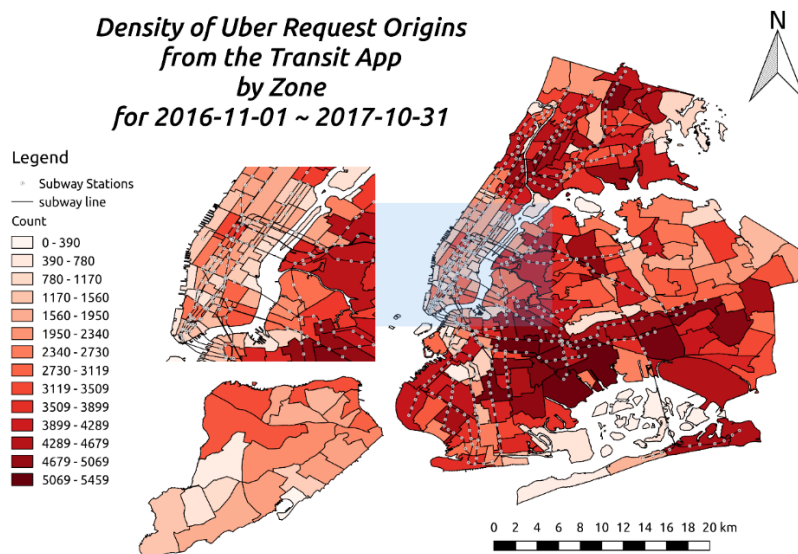 Density of Uber Request Origins
from the Transit App
by Zone
for 2016-11-01 ~ 2017-10-31
N
Legend
Subway Stations
subway line
Count
0 - 390
390 - 780
780 - 1170
1170 - 1560
1560 - 1950
1950 - 2340
2340 - 2730
2730 - 3119
3119 - 3509
3509 - 3899
3899 - 4289
4289 - 4679
4679 - 5069
5069 - 5459
0 2 4 6 8 10 12 14 16 18 20 km